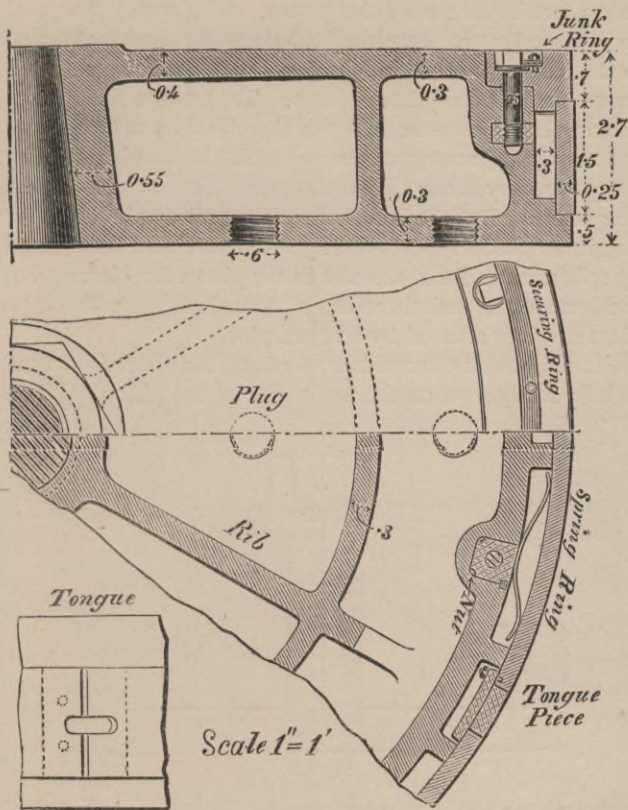 Junk
Ring
0·4
0·3
·7
2·7
·3
1·5
0·55
0·25
0·3
·5
·6
Securing Ring
Plug
Rib
·3
Spring Ring
Nut
Tongue
Tongue
Piece
Scale 1"=1'